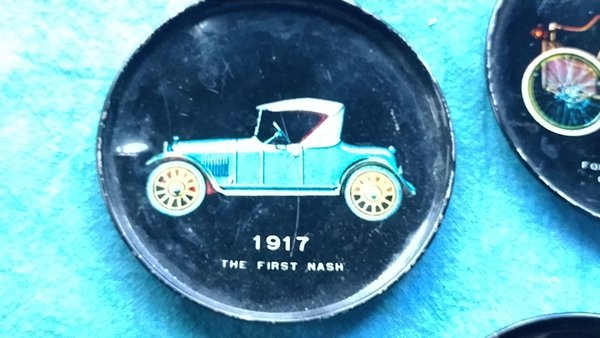 1917
THE FIRST NASH